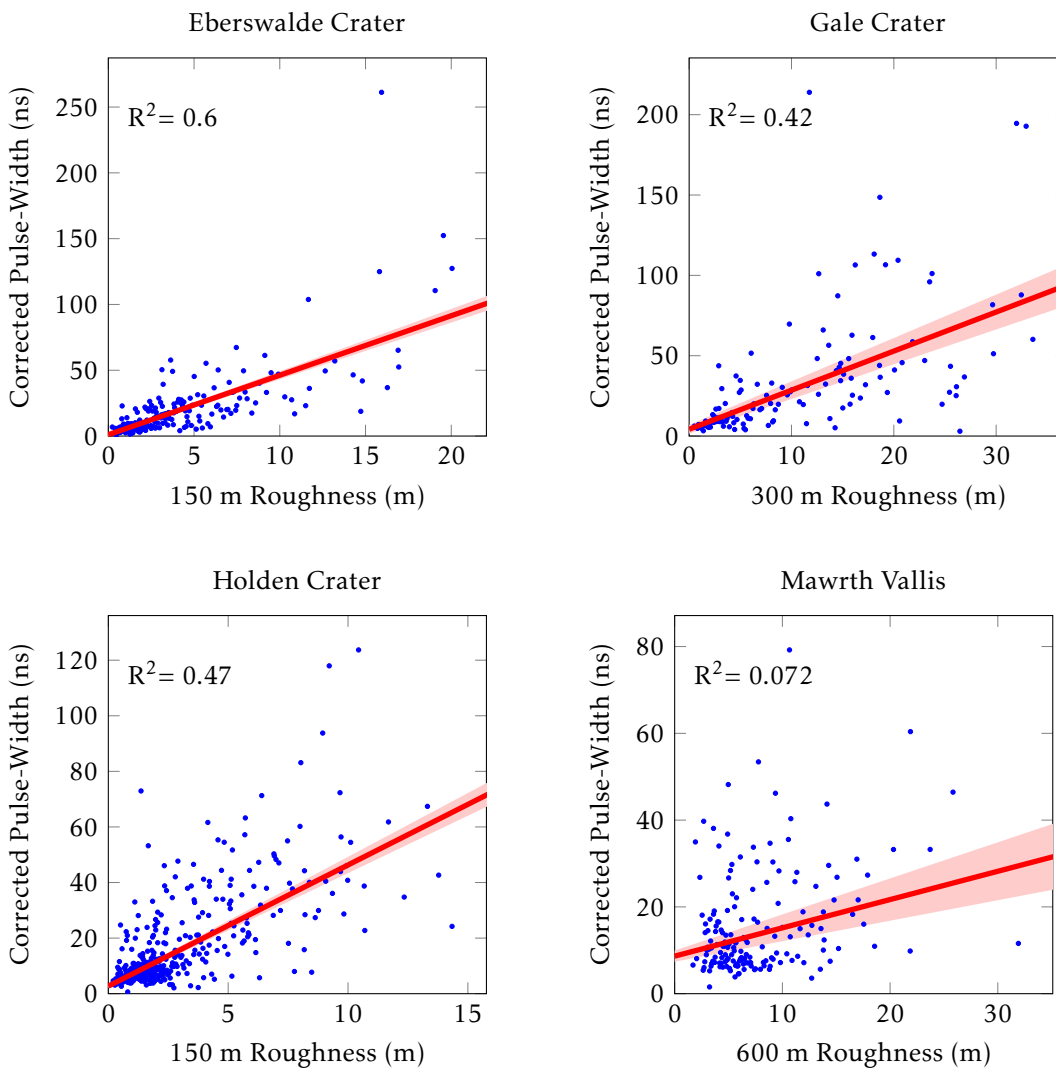 Eberswalde Crater
Corrected Pulse-Width (ns)
R²= 0.6
250
200
150
100
50
0
0 5 10 15 20
150 m Roughness (m)
Gale Crater
Corrected Pulse-Width (ns)
R²= 0.42
200
150
100
50
0
0 10 20 30
300 m Roughness (m)
Holden Crater
Corrected Pulse-Width (ns)
R²= 0.47
120
100
80
60
40
20
0
0 5 10 15
150 m Roughness (m)
Mawrth Vallis
Corrected Pulse-Width (ns)
R²= 0.072
80
60
40
20
0
0 10 20 30
600 m Roughness (m)